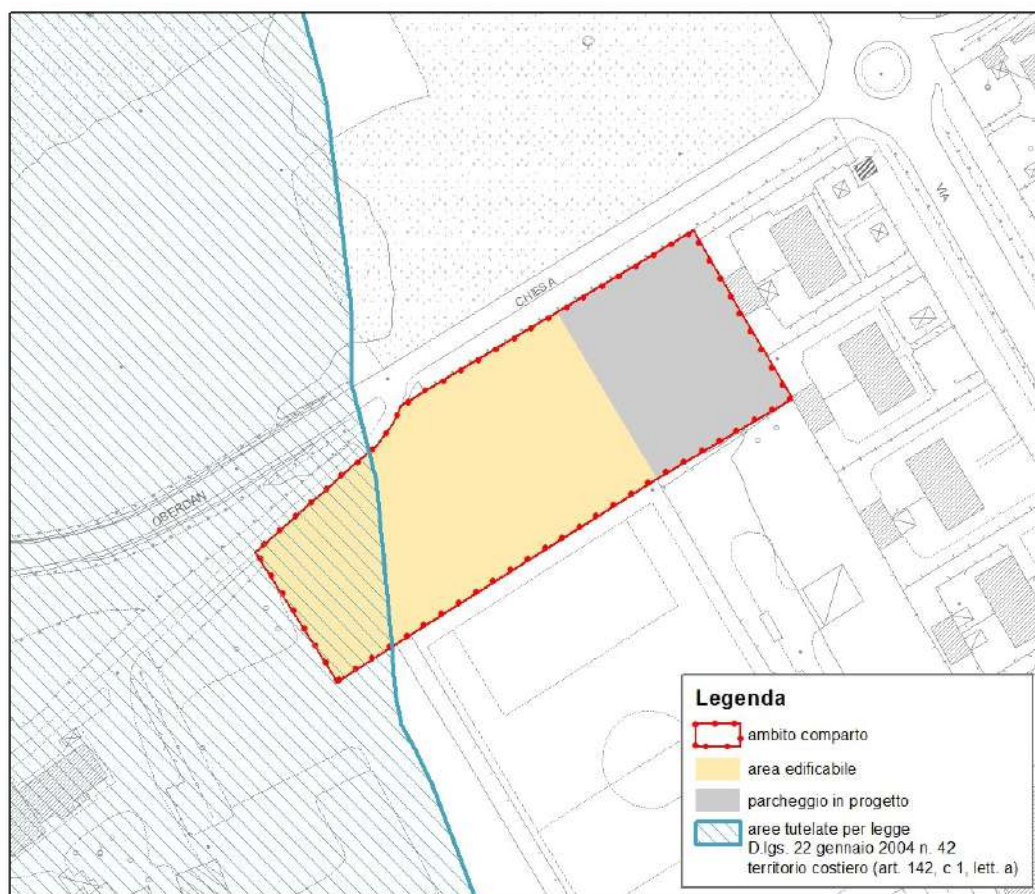 VIA
CHESA
OBERDAN
Legenda
ambito comparto
area edificabile
parcheggio in progetto
aree tutelate per legge
D.lgs. 22 gennaio 2004 n. 42
territorio costiero (art. 142, c 1, lett. a)